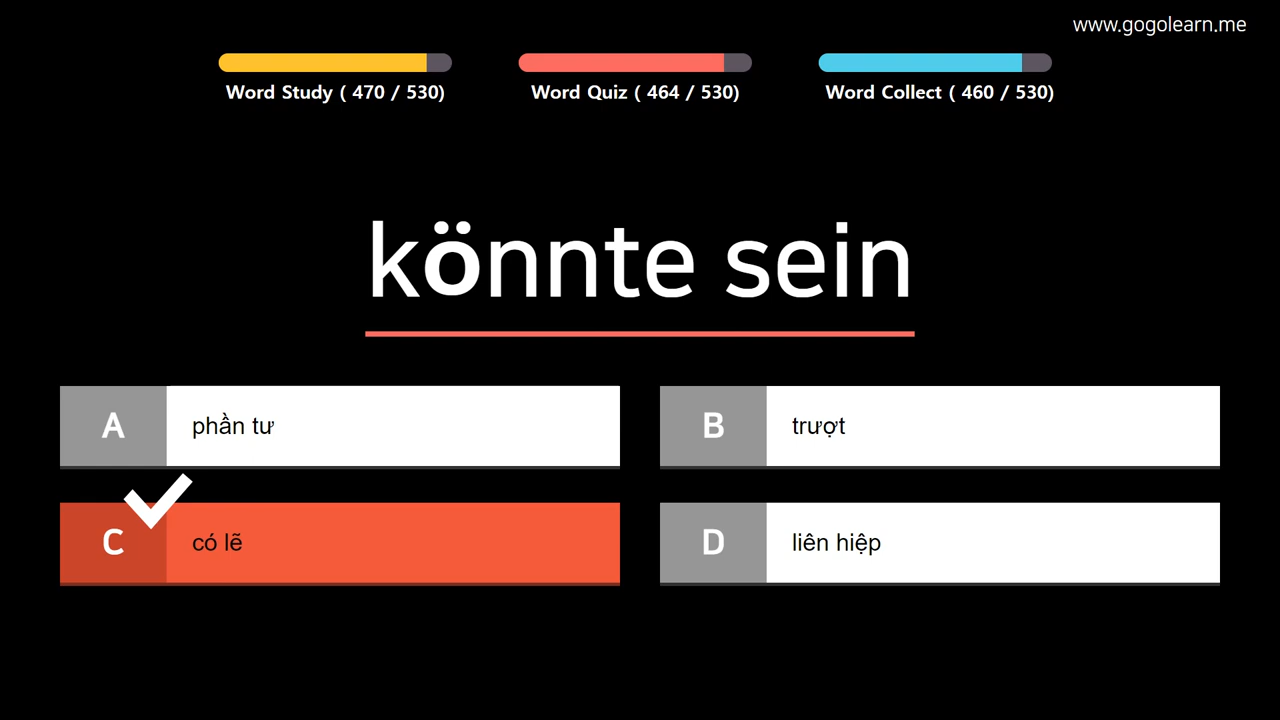 www.gogolearn.me
Word Study ( 470 / 530)
Word Quiz ( 464 / 530)
Word Collect ( 460 / 530)
könnte sein
A phần tư
B trượt
C có lẽ
D liên hiệp